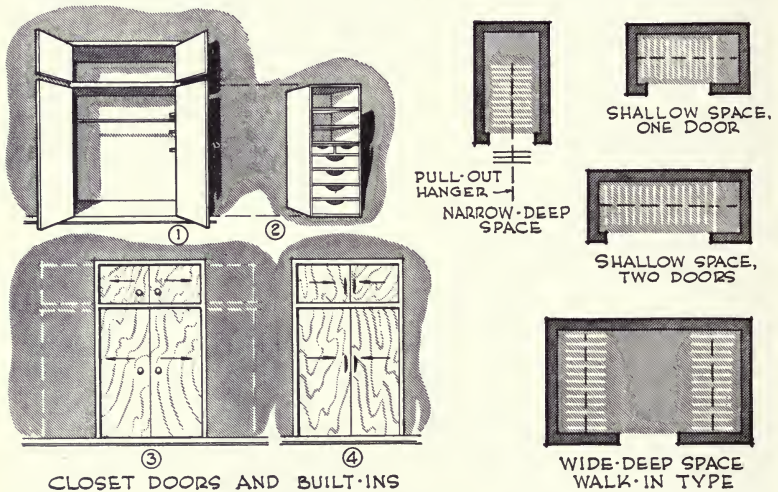 ①
②
③
④
CLOSET DOORS AND BUILT-INS
PULL-OUT
HANGER
NARROW-DEEP
SPACE
SHALLOW SPACE,
ONE DOOR
SHALLOW SPACE,
TWO DOORS
WIDE-DEEP SPACE
WALK-IN TYPE